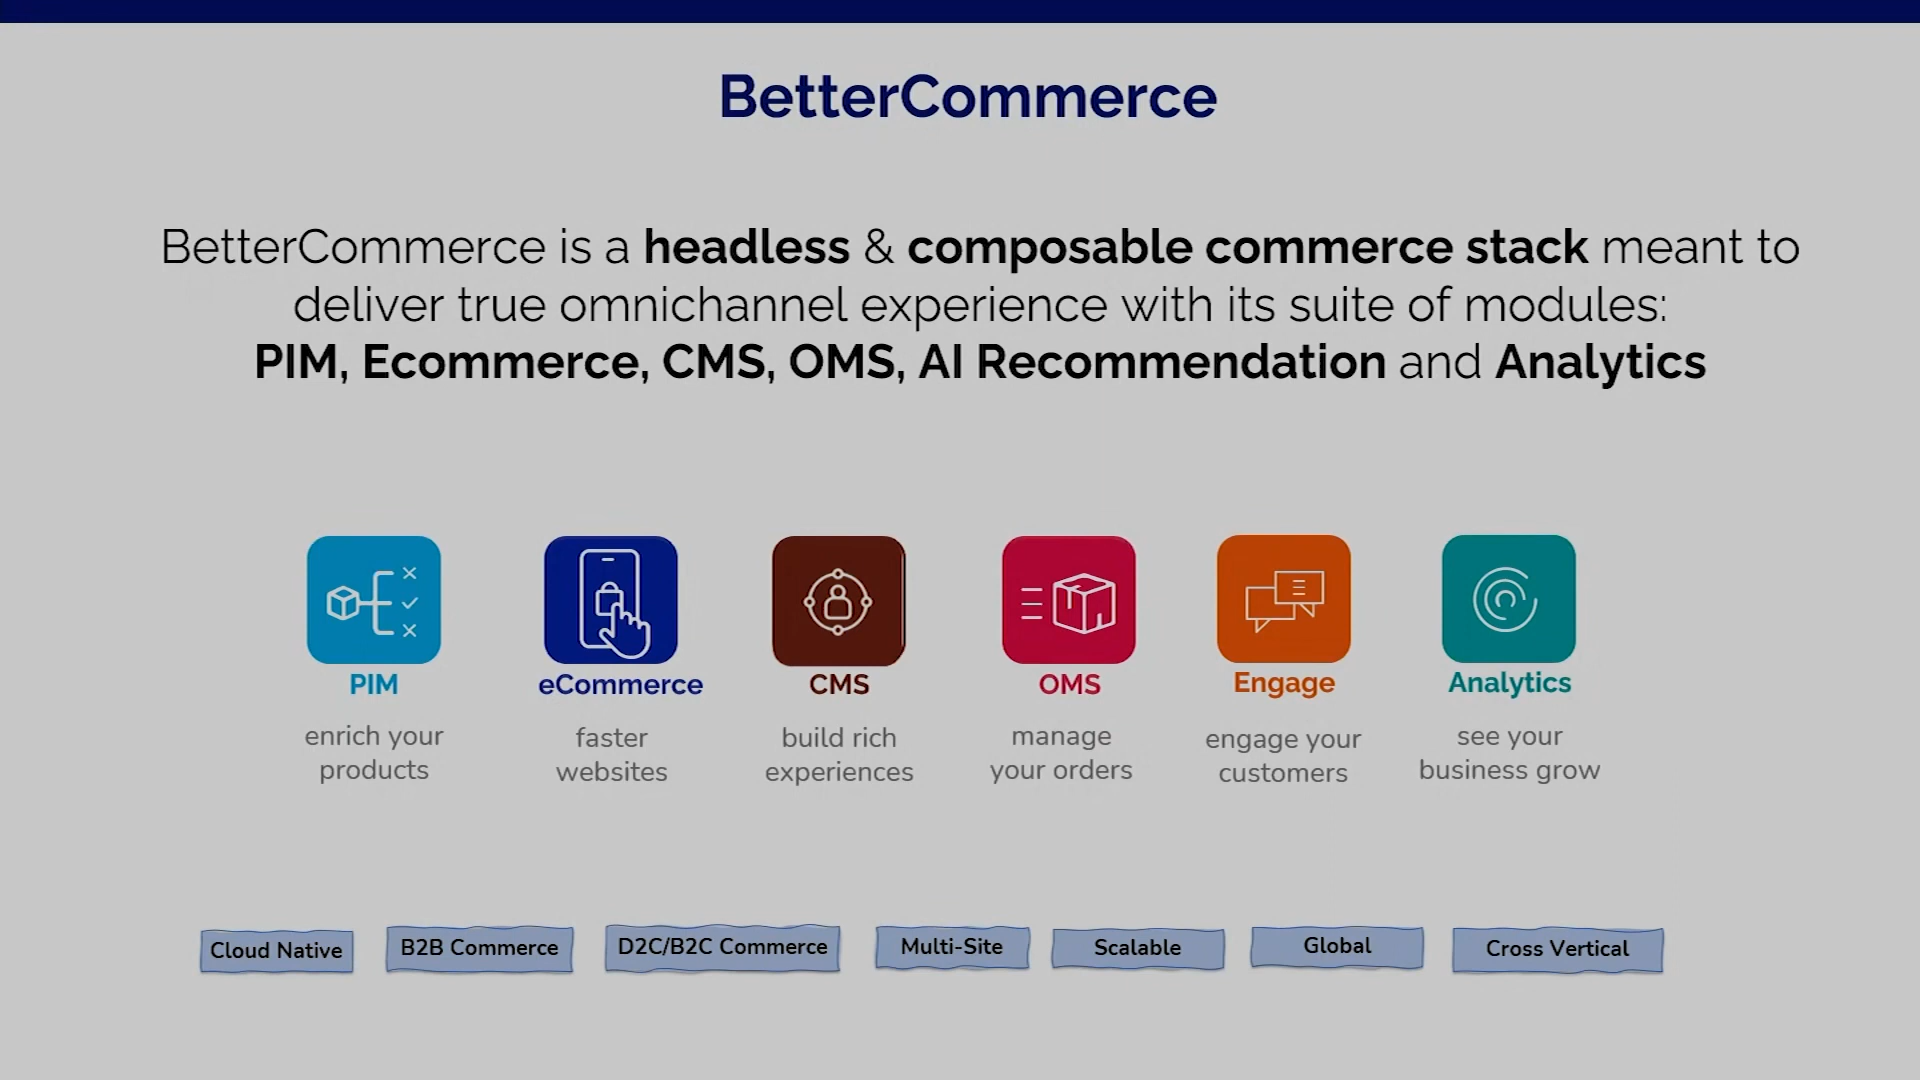 BetterCommerce
BetterCommerce is a headless & composable commerce stack meant to
deliver true omnichannel experience with its suite of modules:
PIM, Ecommerce, CMS, OMS, AI Recommendation and Analytics
PIM
enrich your
products
eCommerce
faster
websites
CMS
build rich
experiences
OMS
manage
your orders
Engage
engage your
customers
Analytics
see your
business grow
Cloud Native
B2B Commerce
D2C/B2C Commerce
Multi-Site
Scalable
Global
Cross Vertical